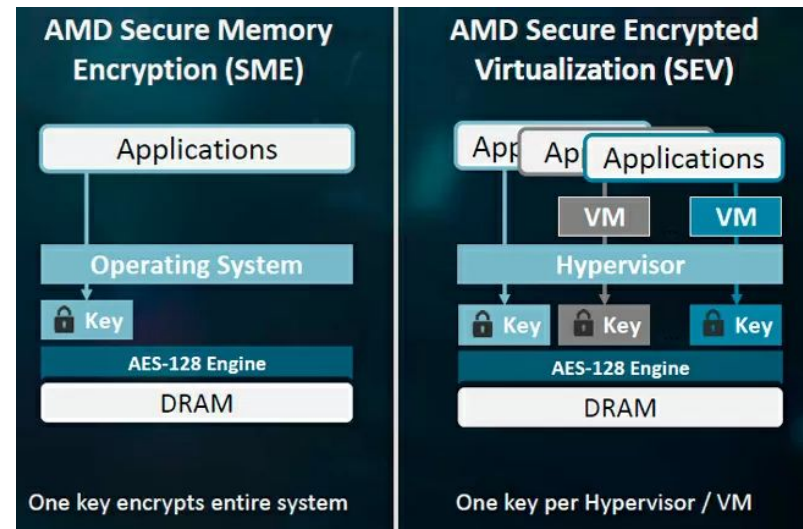 AMD Secure Memory
Encryption (SME)
Applications
Operating System
Key
AES-128 Engine
DRAM
One key encrypts entire system
AMD Secure Encrypted
Virtualization (SEV)
App Ap Applications
VM VM
Hypervisor
Key Key Key
AES-128 Engine
DRAM
One key per Hypervisor / VM